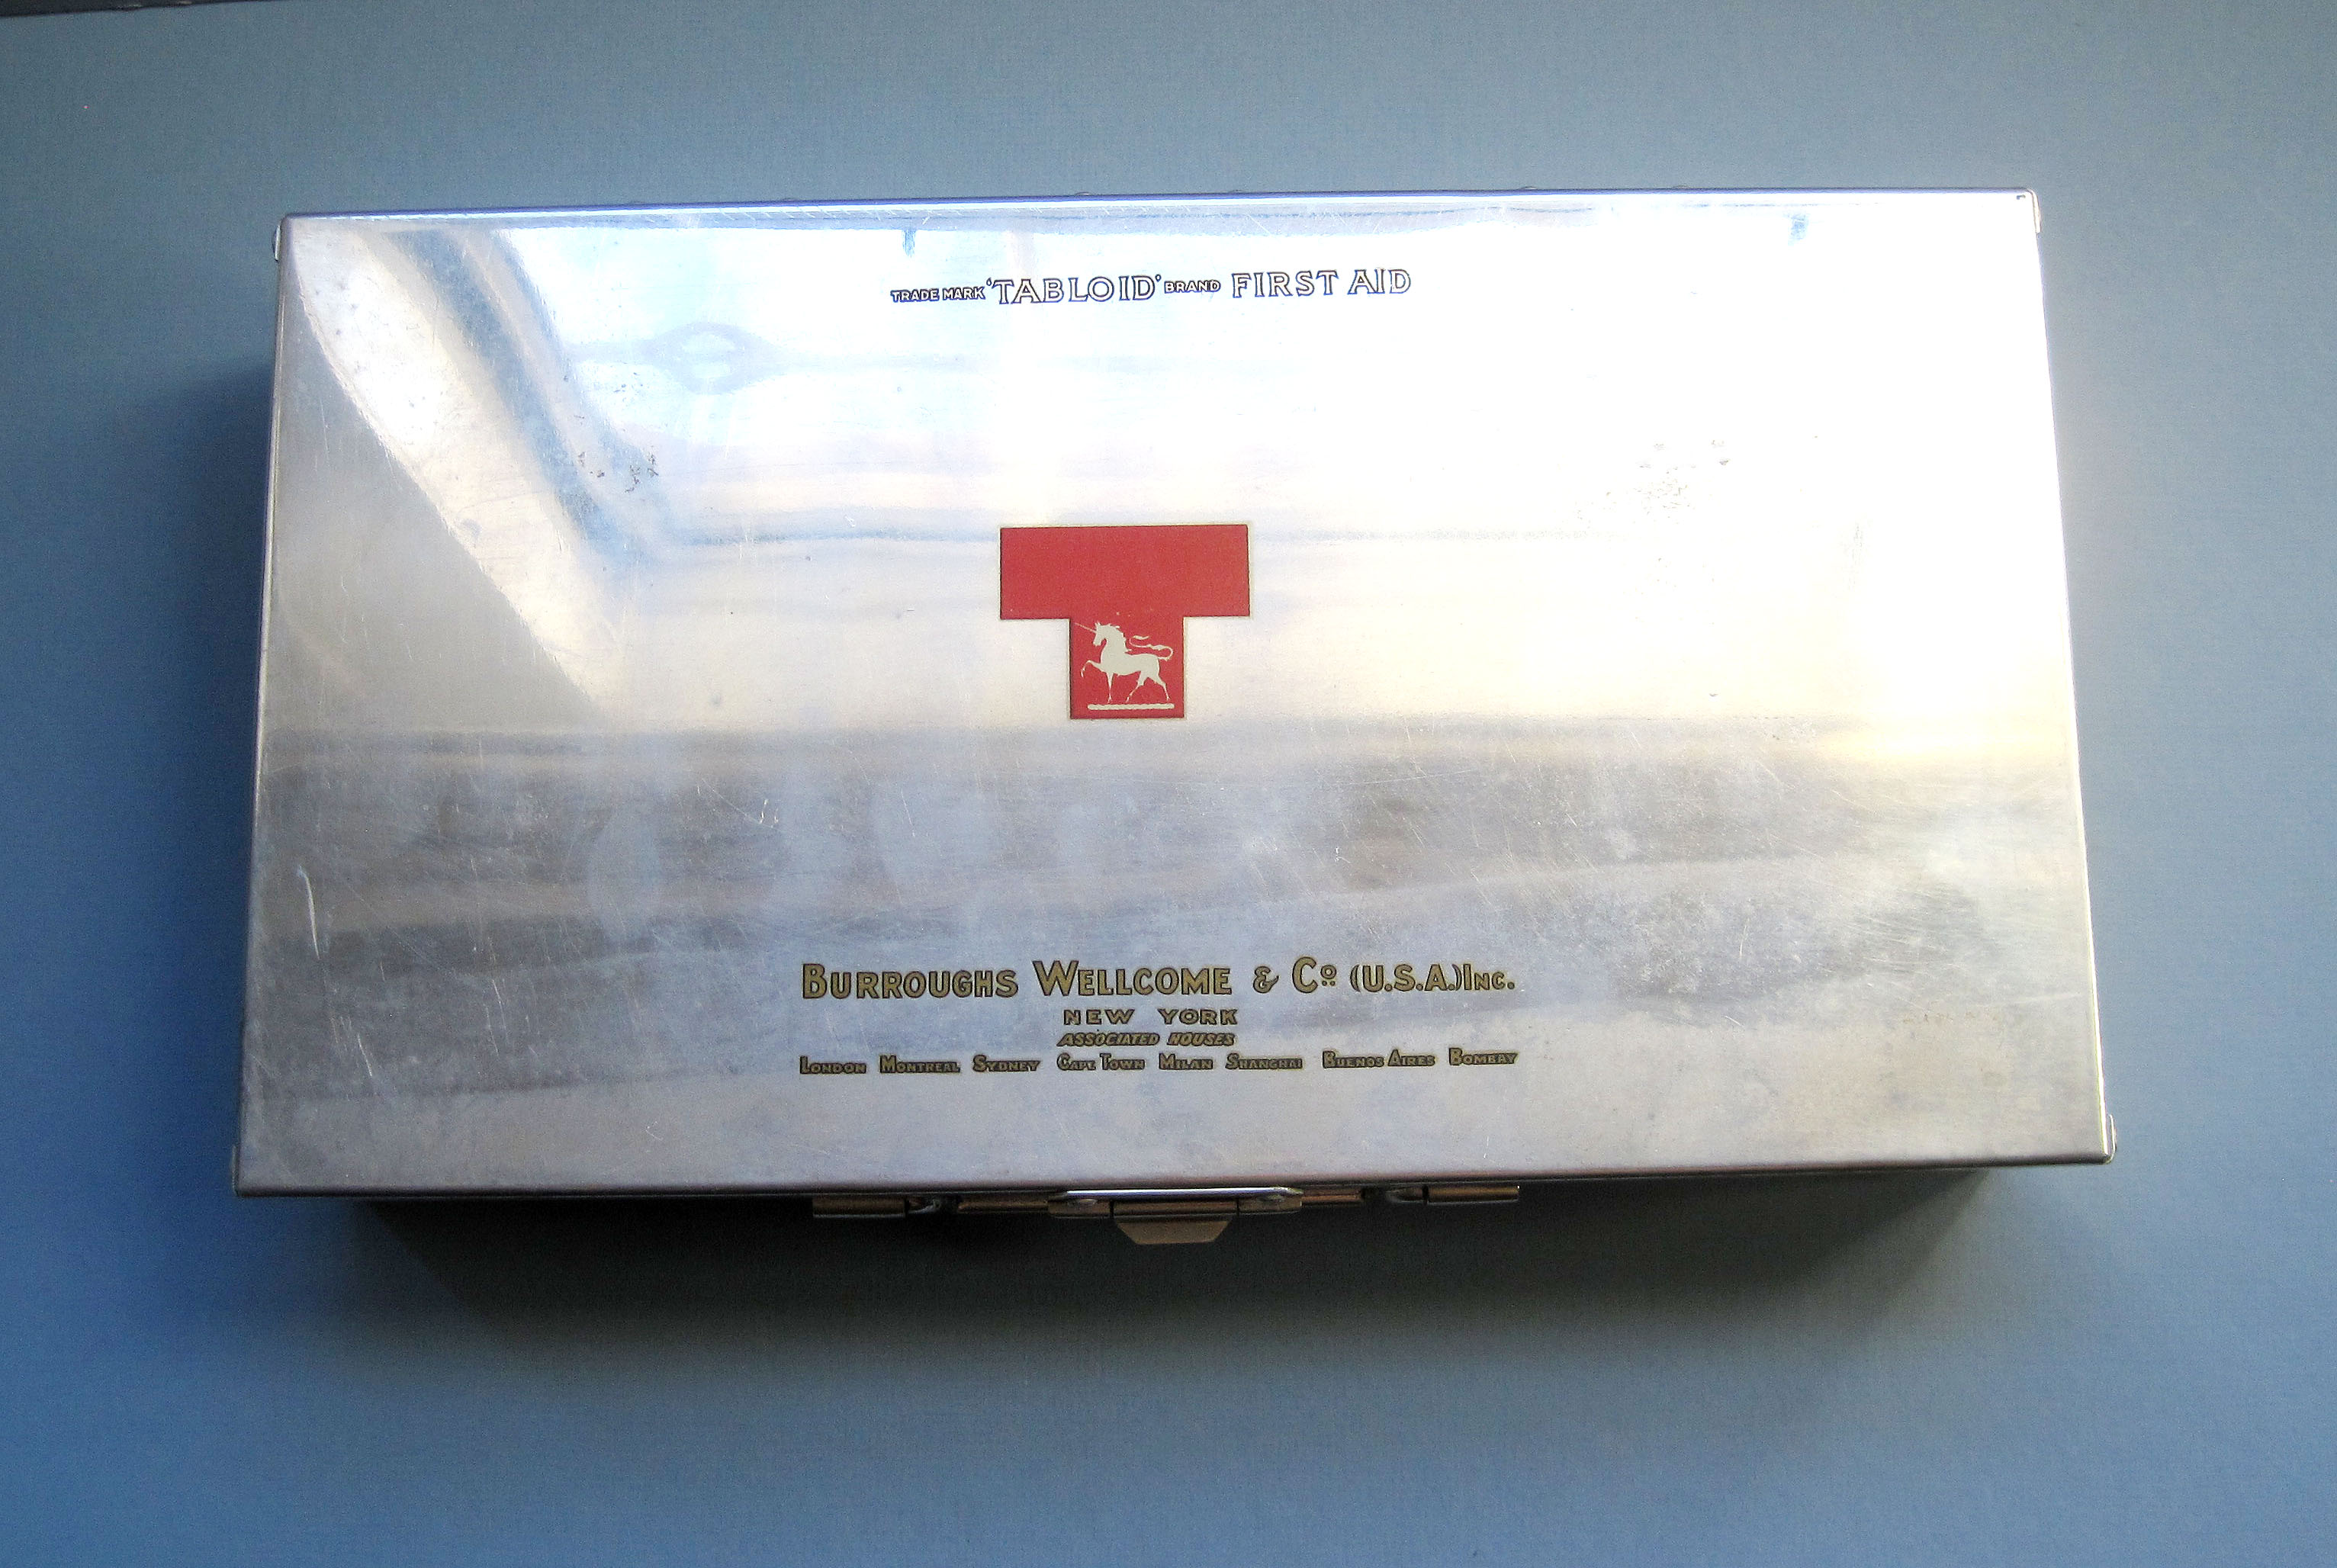 TRADE MARK 'TABLOID' BRAND FIRST AID
BURROUGHS WELLCOME & Cº (U.S.A.) INC.
NEW YORK
ASSOCIATED HOUSES
LONDON MONTREAL SYDNEY CAPE TOWN MILAN SHANGHAI BUENOS AIRES BOMBAY